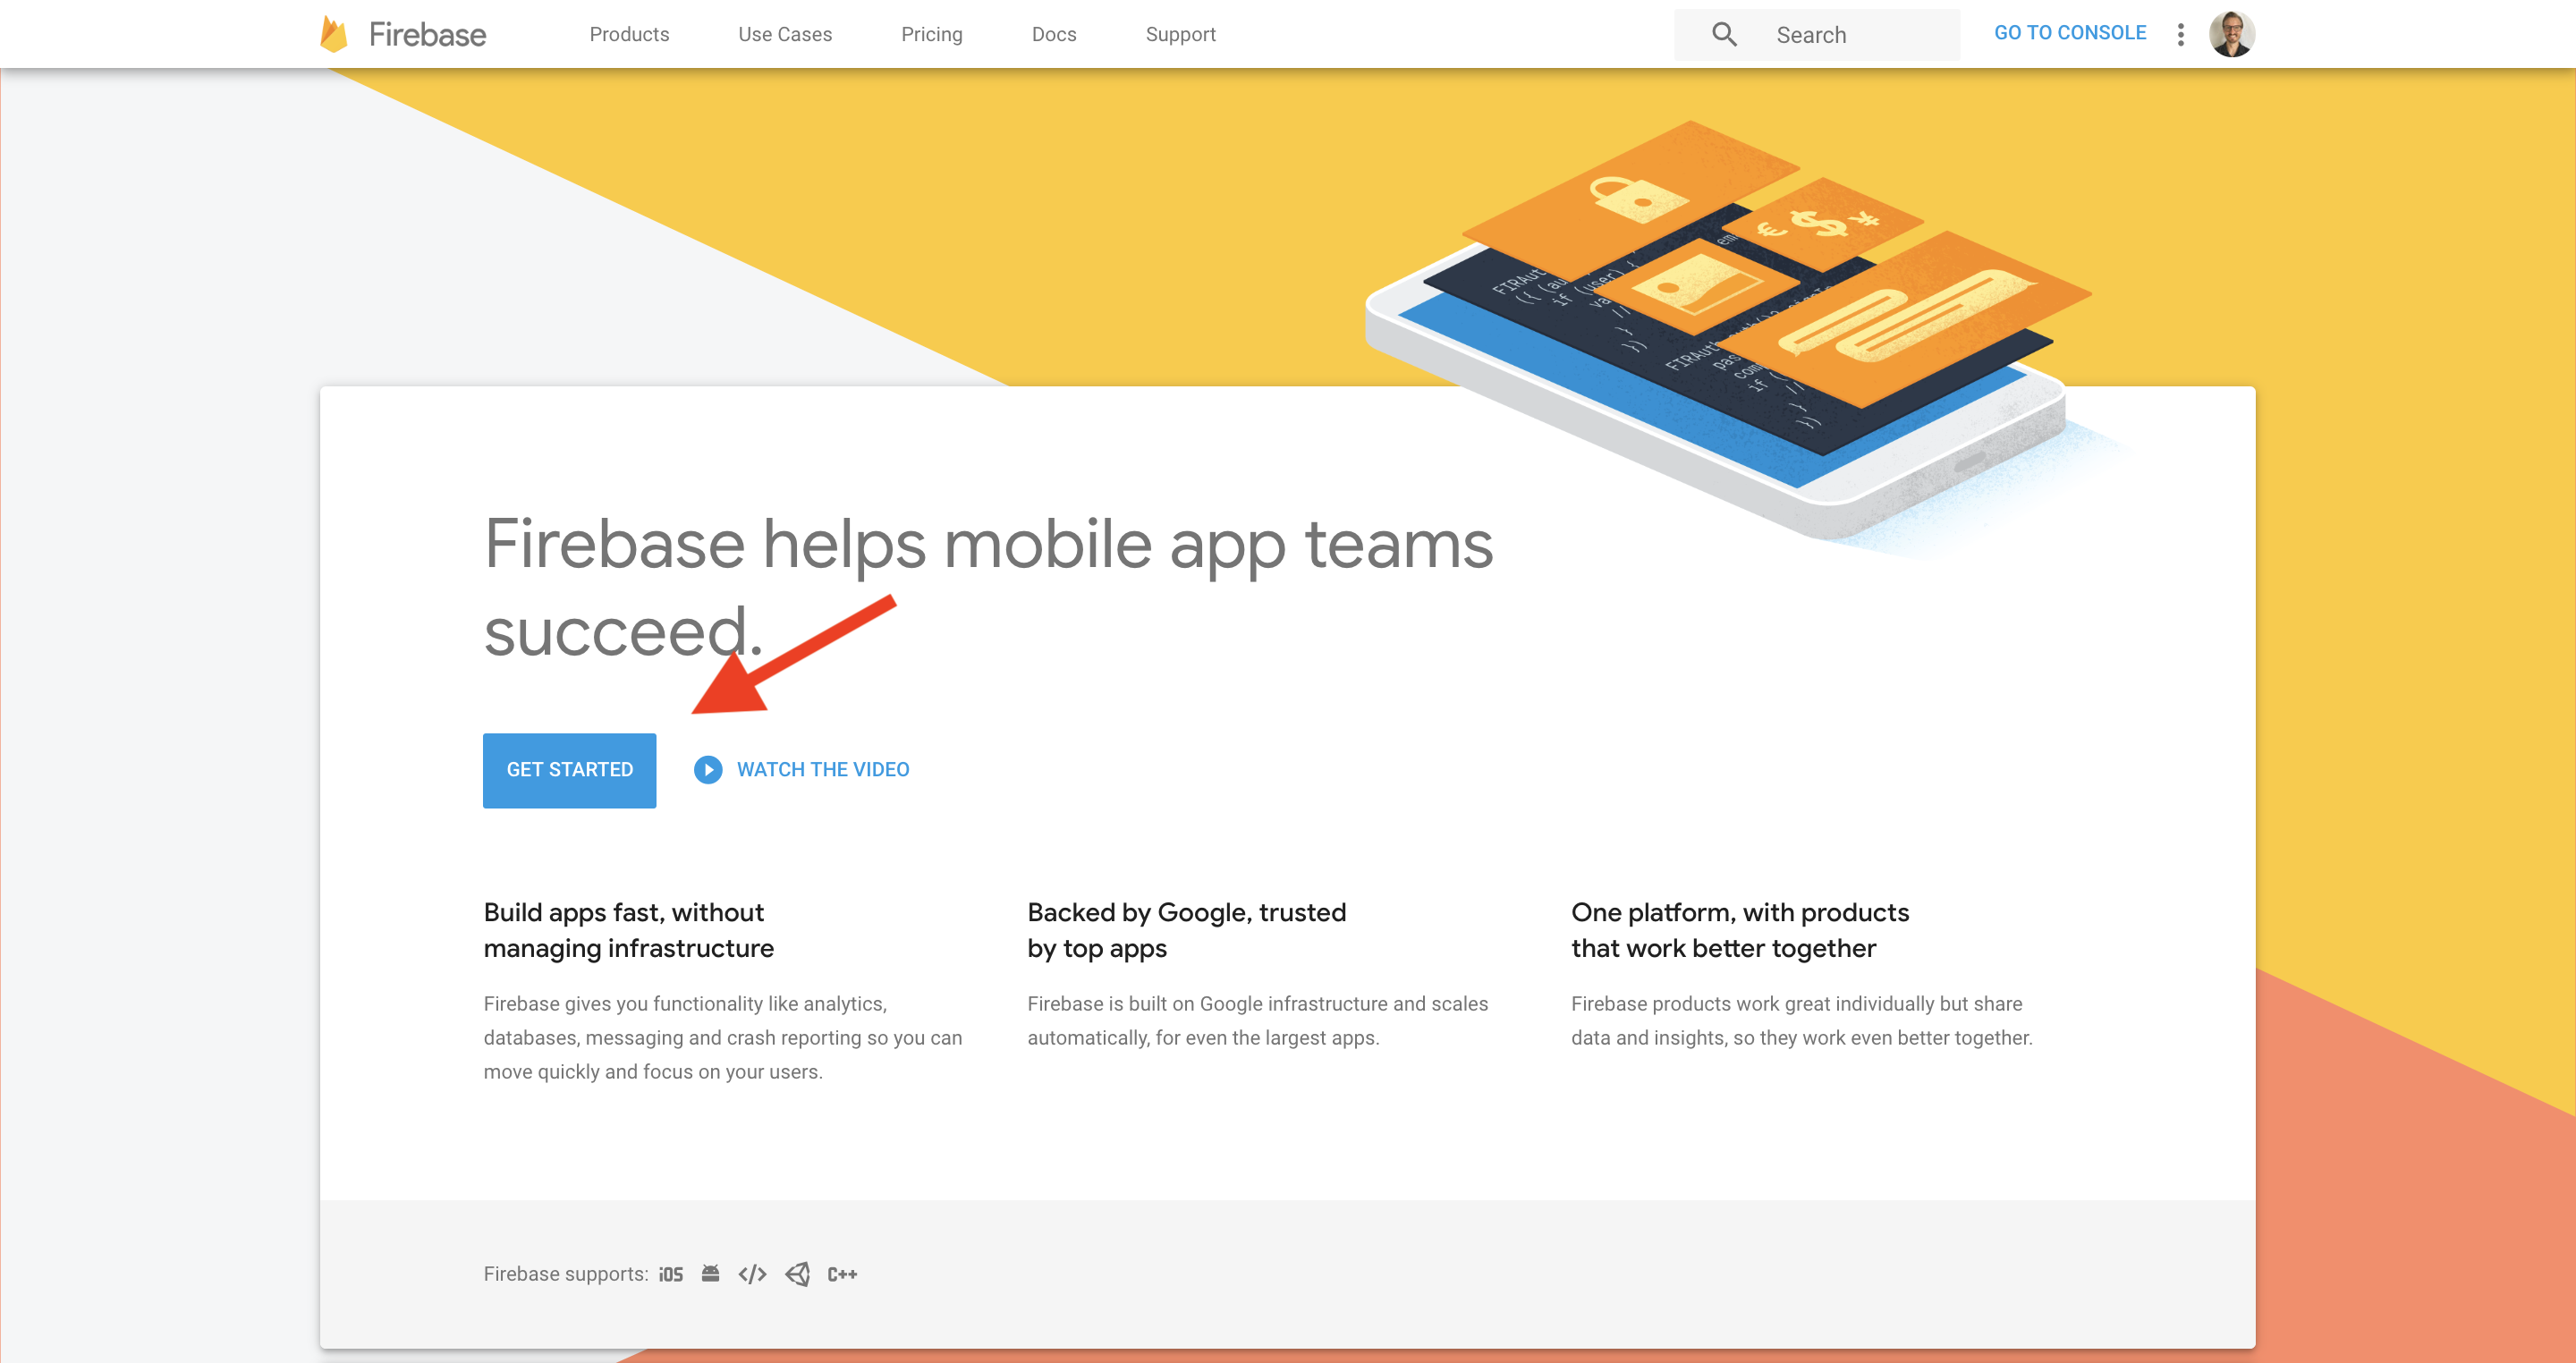 Firebase
Products
Use Cases
Pricing
Docs
Support
Search
GO TO CONSOLE
Firebase helps mobile app teams
succeed.
GET STARTED
WATCH THE VIDEO
Build apps fast, without
managing infrastructure
Firebase gives you functionality like analytics,
databases, messaging and crash reporting so you can
move quickly and focus on your users.
Backed by Google, trusted
by top apps
Firebase is built on Google infrastructure and scales
automatically, for even the largest apps.
One platform, with products
that work better together
Firebase products work great individually but share
data and insights, so they work even better together.
Firebase supports: iOS </> C++